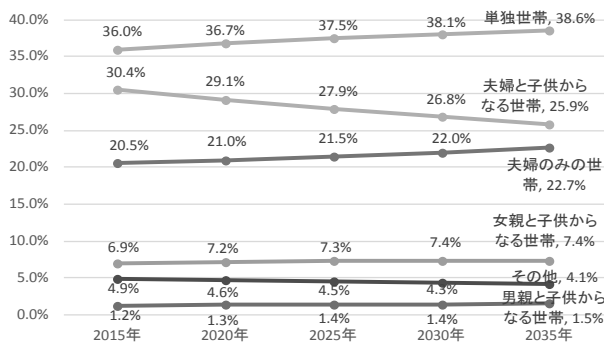 40.0%
35.0%
30.0%
25.0%
20.0%
15.0%
10.0%
5.0%
0.0%
36.0% 36.7% 37.5% 38.1% 単独世帯, 38.6%
30.4% 29.1% 27.9% 26.8% 夫婦と子供から
なる世帯, 25.9%
20.5% 21.0% 21.5% 22.0% 夫婦のみの世
帯, 22.7%
6.9% 7.2% 7.3% 7.4% 女親と子供から
なる世帯, 7.4%
4.9% 4.6% 4.5% 4.3% その他, 4.1%
1.2% 1.3% 1.4% 1.4% 男親と子供から
なる世帯, 1.5%
2015年 2020年 2025年 2030年 2035年